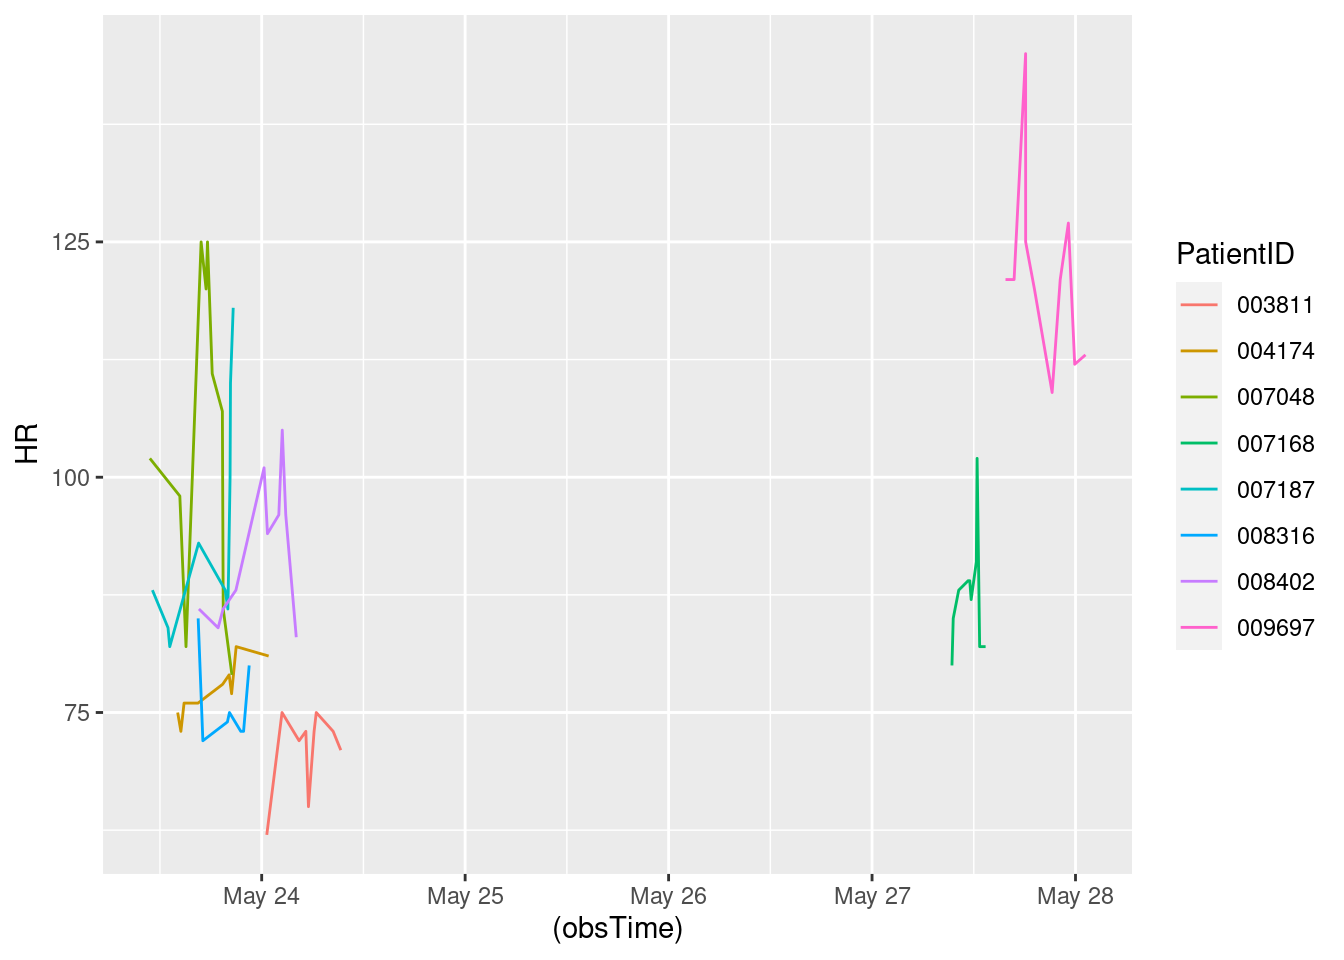 125
100
75
HR
May 24
May 25
May 26
May 27
May 28
(obsTime)
PatientID
003811
004174
007048
007168
007187
008316
008402
009697